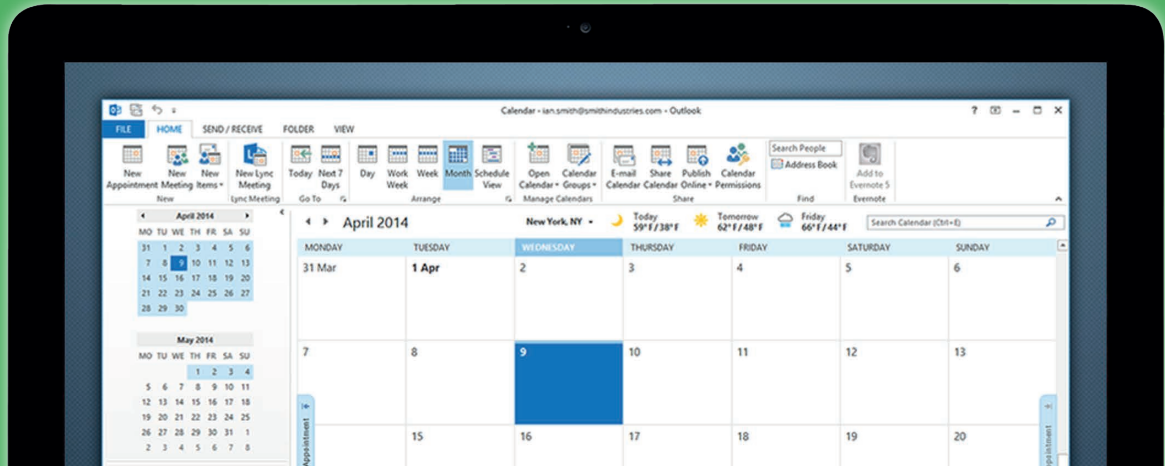 Calendar - ian.smith@smithindustries.com - Outlook
FILE HOME SEND / RECEIVE FOLDER VIEW
New Appointment
New Meeting
New Items
New Lync Meeting
Today
Next 7 Days
Day
Work Week
Week
Month
Schedule View
Open Calendar
Calendar Groups
E-mail Calendar
Share Calendar
Publish Online
Calendar Permissions
Search People
Address Book
Add to Evernote 5
New
Lync Meeting
Go To
Arrange
Manage Calendars
Share
Find
Evernote
April 2014
MO TU WE TH FR SA SU
31 1 2 3 4 5 6
7 8 9 10 11 12 13
14 15 16 17 18 19 20
21 22 23 24 25 26 27
28 29 30
May 2014
MO TU WE TH FR SA SU
1 2 3 4
5 6 7 8 9 10 11
12 13 14 15 16 17 18
19 20 21 22 23 24 25
26 27 28 29 30 31 1
2 3 4 5 6 7 8
April 2014
New York, NY
Today
59°F/38°F
Tomorrow
62°F/48°F
Friday
66°F/44°F
Search Calendar (Ctrl+E)
MONDAY TUESDAY WEDNESDAY THURSDAY FRIDAY SATURDAY SUNDAY
31 Mar 1 Apr 2 3 4 5 6
7 8 9 10 11 12 13
15 16 17 18 19 20
Appointment